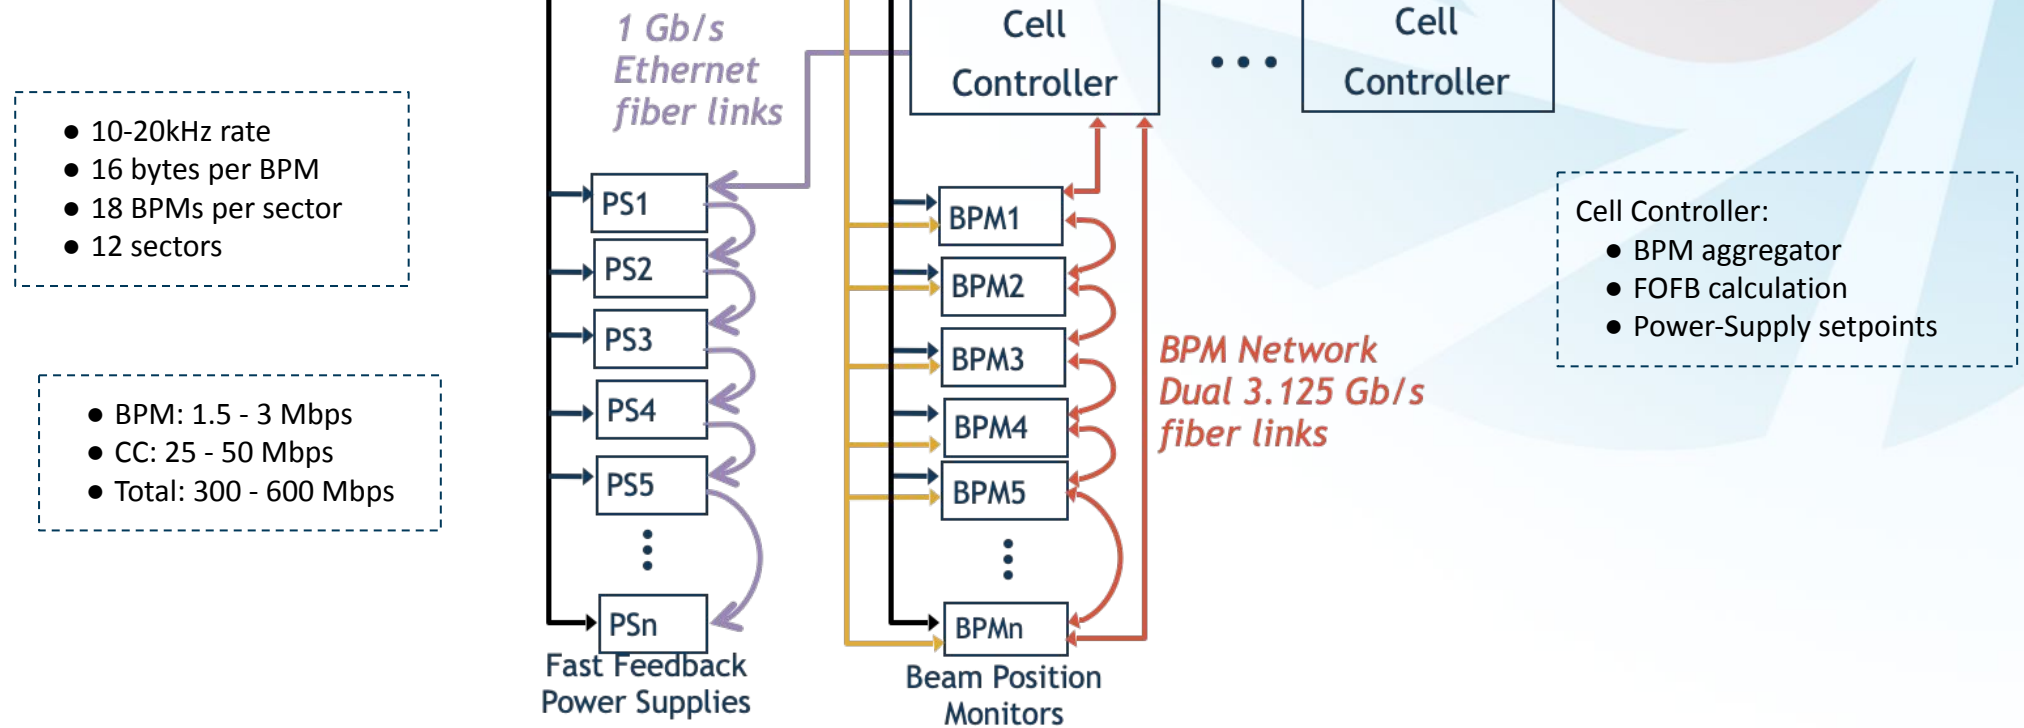 1 Gb/s
Ethernet
fiber links
Cell
Controller
Cell
Controller
● 10-20kHz rate
● 16 bytes per BPM
● 18 BPMs per sector
● 12 sectors
● BPM: 1.5 - 3 Mbps
● CC: 25 - 50 Mbps
● Total: 300 - 600 Mbps
PS1
PS2
PS3
PS4
PS5
PSn
Fast Feedback
Power Supplies
BPM1
BPM2
BPM3
BPM4
BPM5
BPMn
Beam Position
Monitors
BPM Network
Dual 3.125 Gb/s
fiber links
Cell Controller:
● BPM aggregator
● FOFB calculation
● Power-Supply setpoints